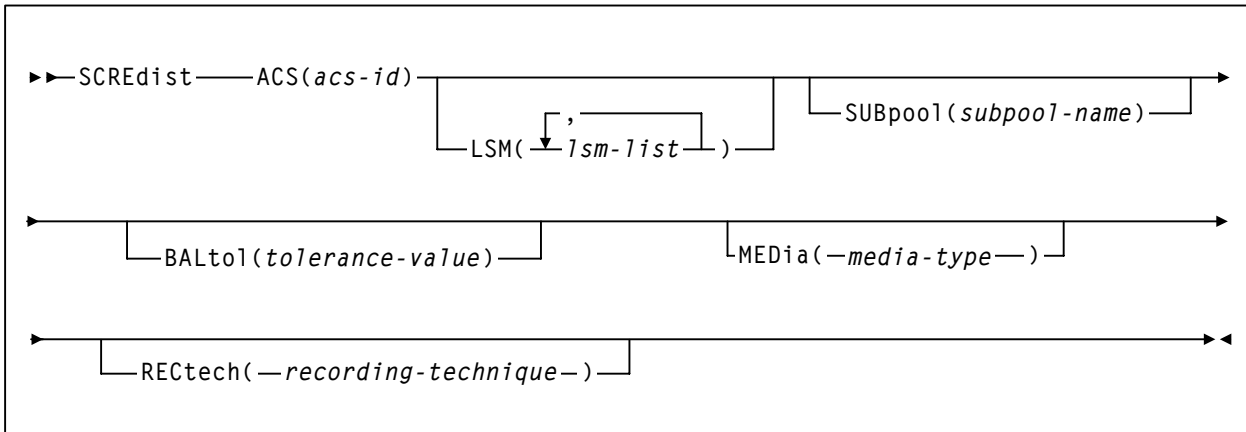 SCREdist ACS(acs-id)
SUBpool(subpool-name)
,
LSM( lsm-list )
BALtol(tolerance-value) MEDia( media-type )
RECtech( recording-technique )